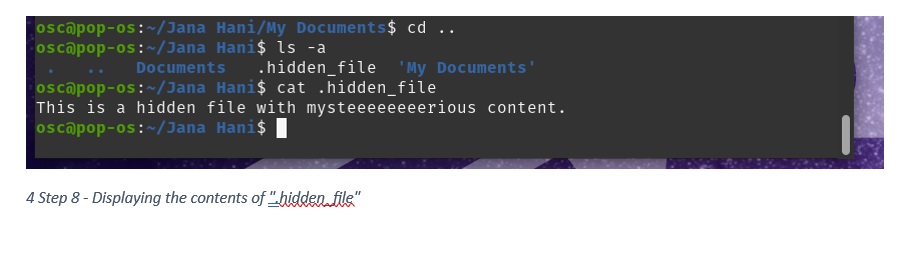 osc@pop-os:~/Jana Hani/My Documents$ cd ..
osc@pop-os:~/Jana Hani$ ls -a
.  ..  Documents  .hidden_file  'My Documents'
osc@pop-os:~/Jana Hani$ cat .hidden_file
This is a hidden file with mysteeeeeeeerious content.
osc@pop-os:~/Jana Hani$
4 Step 8 - Displaying the contents of ".hidden_file"